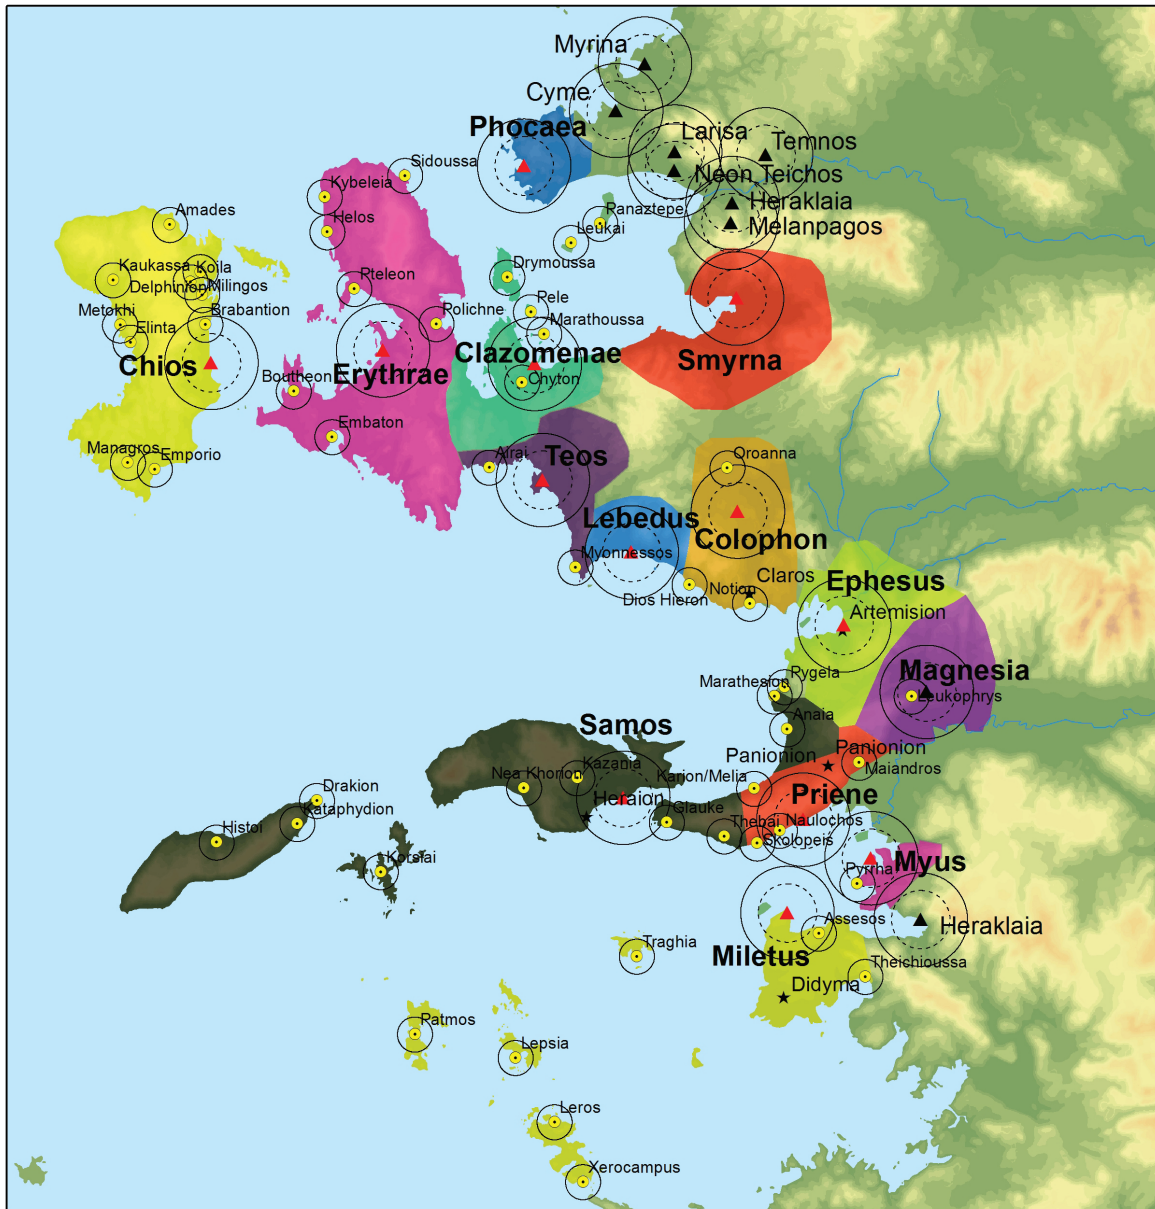 Myrina
Cyme
Phocaea
Larisa
Temnos
Neon Teichos
Sidoussa
Kybeleia
Heraklaia
Amades
Panaztepe
Melanpagos
Helos
Leukai
Kaukassa
Koila
Drymoussa
Delphinion
Milingos
Pteleon
Pele
Metokhi
Brabantion
Polichne
Marathoussa
Elinta
Chios
Erythrae
Clazomenae
Smyrna
Boutheon
Chyton
Embaton
Managros
Emporio
Airai
Teos
Oroanna
Lebedus
Colophon
Myonnessos
Claros
Ephesus
Dios Hieron
Notion
Artemision
Magnesia
Marathesion
Pygela
Leukophrys
Samos
Anaia
Panionion
Panionion
Kazania
Maiandros
Nea Khorion
Karion/Melia
Drakion
Heraion
Priene
Kataphydion
Glauke
Thebai
Naulochos
Histoi
Skolopeis
Korsiai
Pyrrha
Myus
Assesos
Heraklaia
Traghia
Miletus
Theichioussa
Didyma
Patmos
Lepsia
Leros
Xerocampus